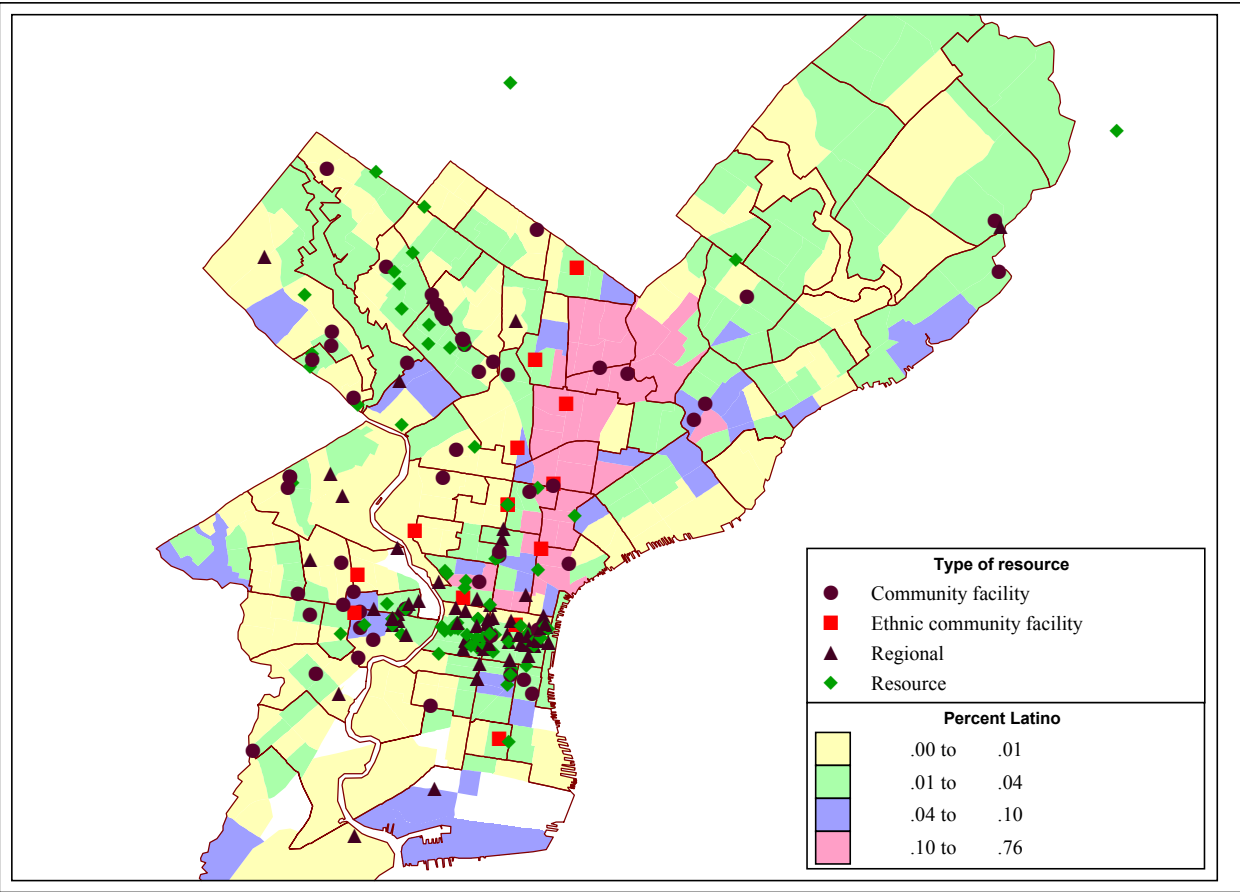 Type of resource
Community facility
Ethnic community facility
Regional
Resource
Percent Latino
.00 to .01
.01 to .04
.04 to .10
.10 to .76